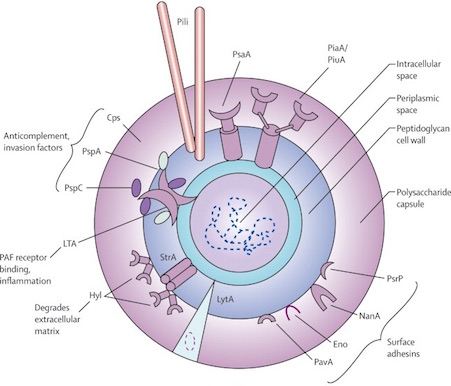 Pili
PsaA
PiaA/
PiuA
Intracellular
space
Periplasmic
space
Peptidoglycan
cell wall
Polysaccharide
capsule
Cps
Anticomplement,
invasion factors
PspA
PspC
LTA
PAF receptor
binding,
inflammation
StrA
Hyl
Degrades
extracellular
matrix
LytA
PsrP
NanA
Eno
PavA
Surface
adhesins